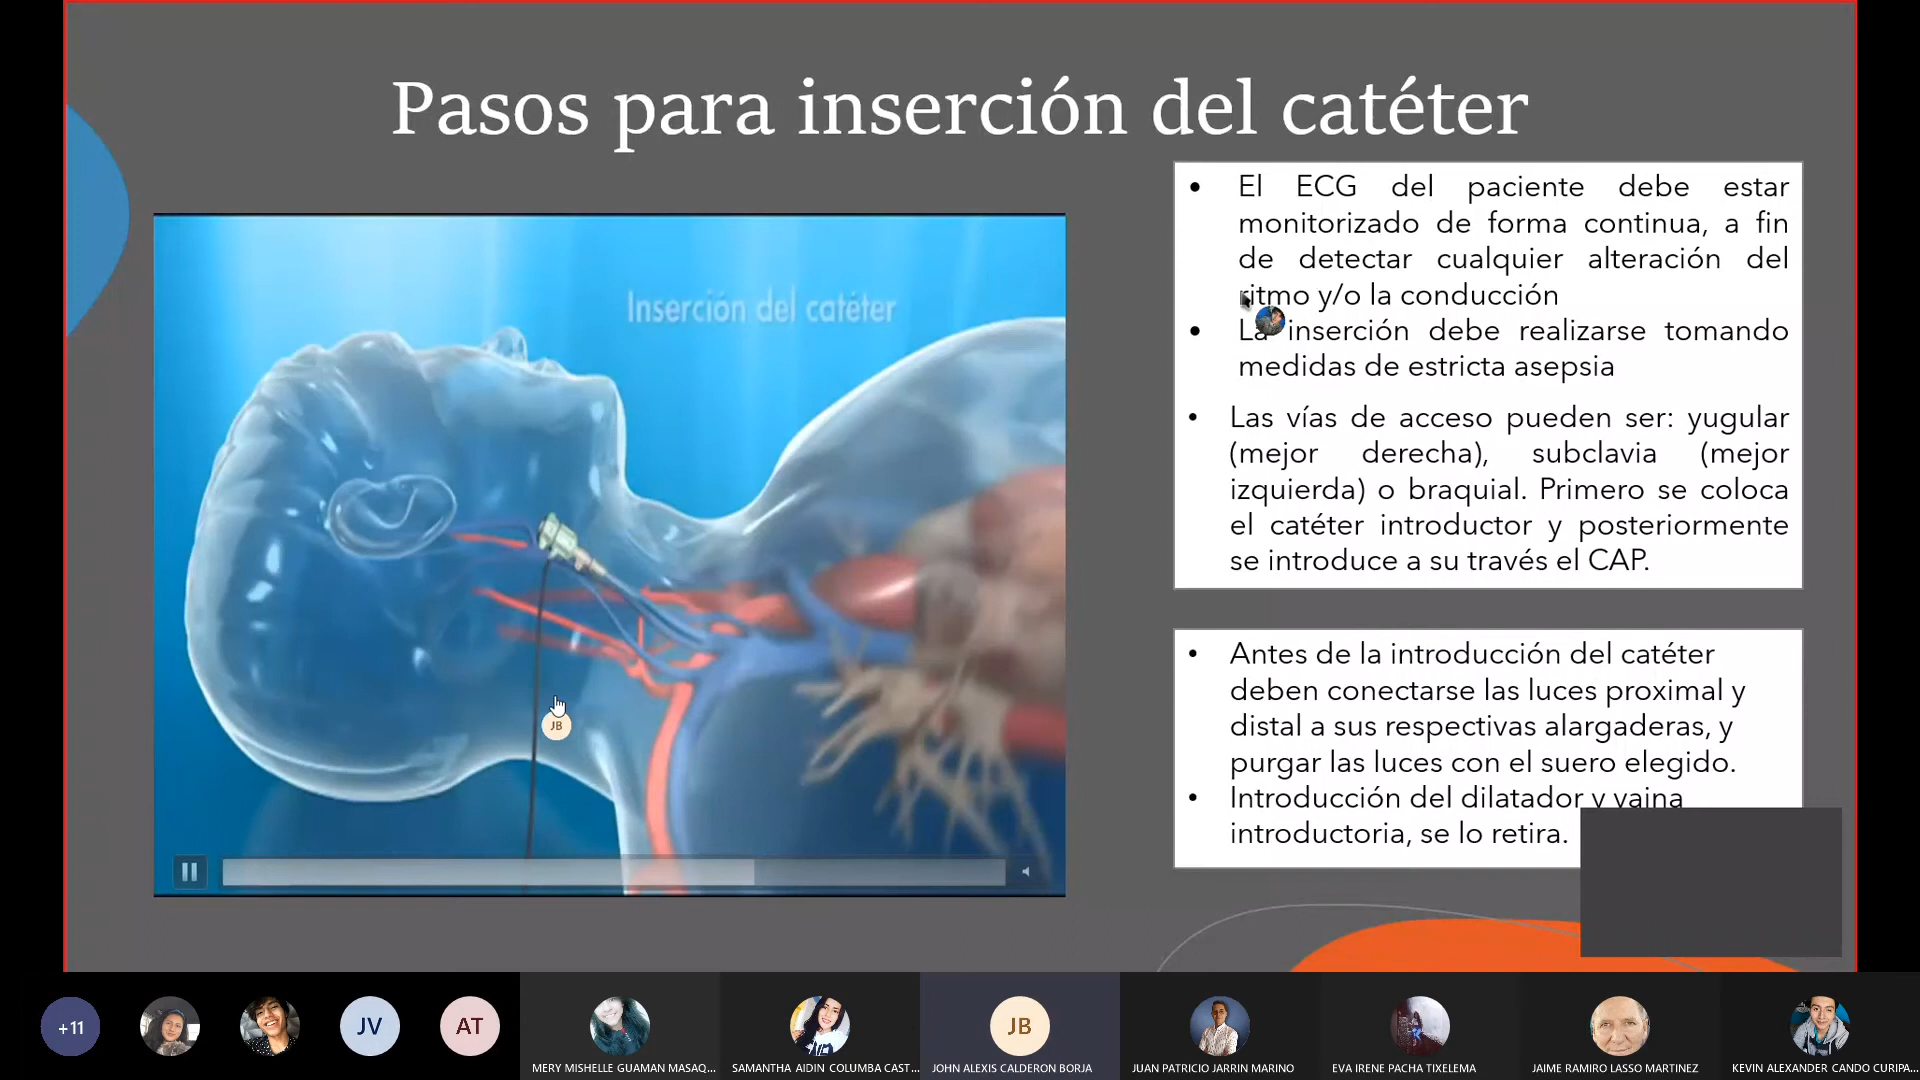 Pasos para inserción del catéter
Inserción del catéter
• El ECG del paciente debe estar
monitorizado de forma continua, a fin
de detectar cualquier alteración del
ritmo y/o la conducción
• La inserción debe realizarse tomando
medidas de estricta asepsia
• Las vías de acceso pueden ser: yugular
(mejor derecha), subclavia (mejor
izquierda) o braquial. Primero se coloca
el catéter introductor y posteriormente
se introduce a su través el CAP.
• Antes de la introducción del catéter
deben conectarse las luces proximal y
distal a sus respectivas alargaderas, y
purgar las luces con el suero elegido.
• Introducción del dilatador y vaina
introductoria, se lo retira.
JB
+11
JV
AT
JB
MERY MISHELLE GUAMAN MASAQ...
SAMANTHA AIDIN COLUMBA CAST...
JOHN ALEXIS CALDERON BORJA
JUAN PATRICIO JARRIN MARINO
EVA IRENE PACHA TIXELEMA
JAIME RAMIRO LASSO MARTINEZ
KEVIN ALEXANDER CANDO CURIPA...